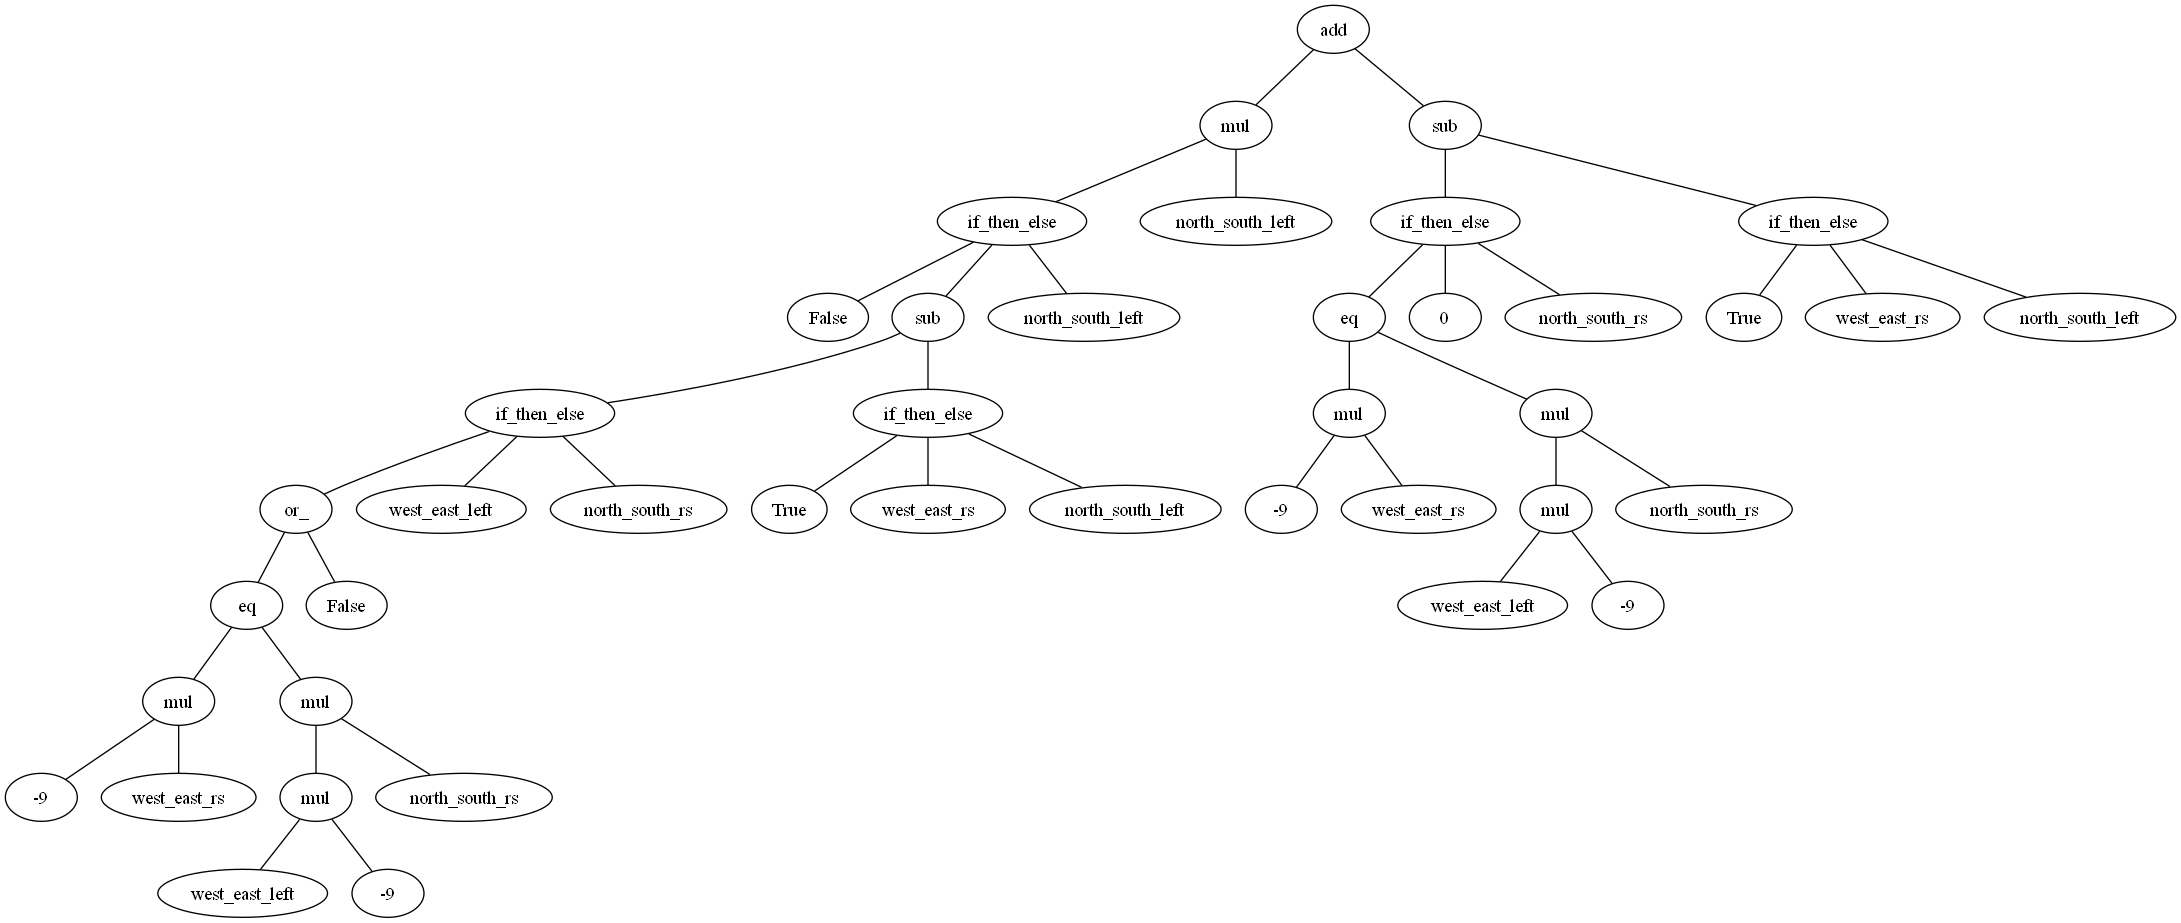 add
mul
sub
if_then_else
north_south_left
if_then_else
if_then_else
False
sub
north_south_left
eq
0
north_south_rs
True
west_east_rs
north_south_left
if_then_else
if_then_else
mul
mul
or_
west_east_left
north_south_rs
True
west_east_rs
north_south_left
-9
west_east_rs
mul
north_south_rs
eq
False
west_east_left
-9
mul
mul
-9
west_east_rs
mul
north_south_rs
west_east_left
-9